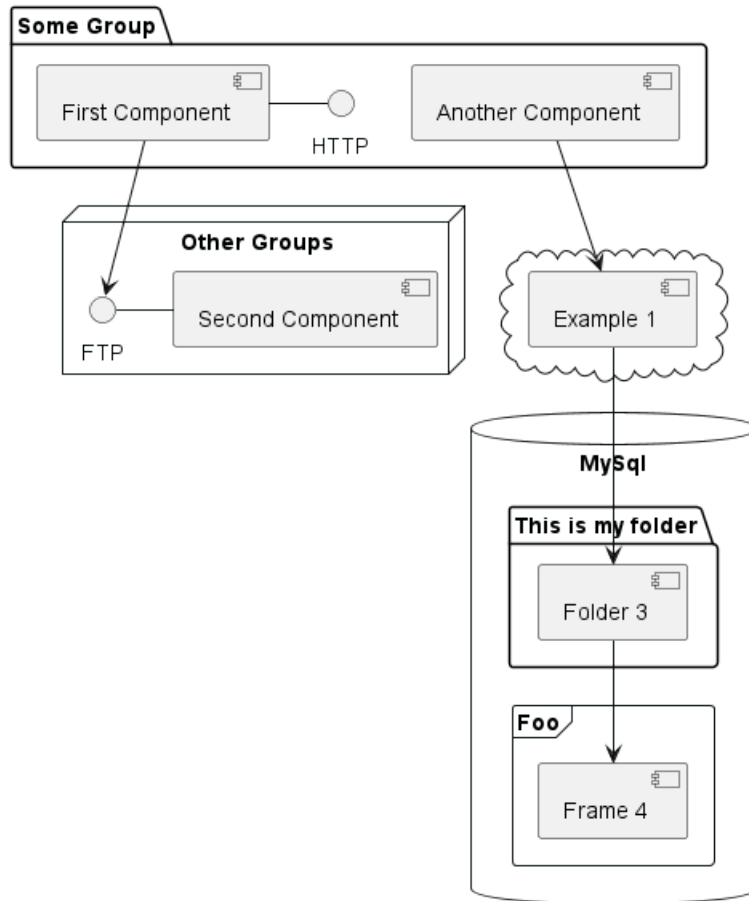 Some Group
First Component
HTTP
Another Component
Other Groups
FTP
Second Component
Example 1
MySql
This is my folder
Folder 3
Foo
Frame 4